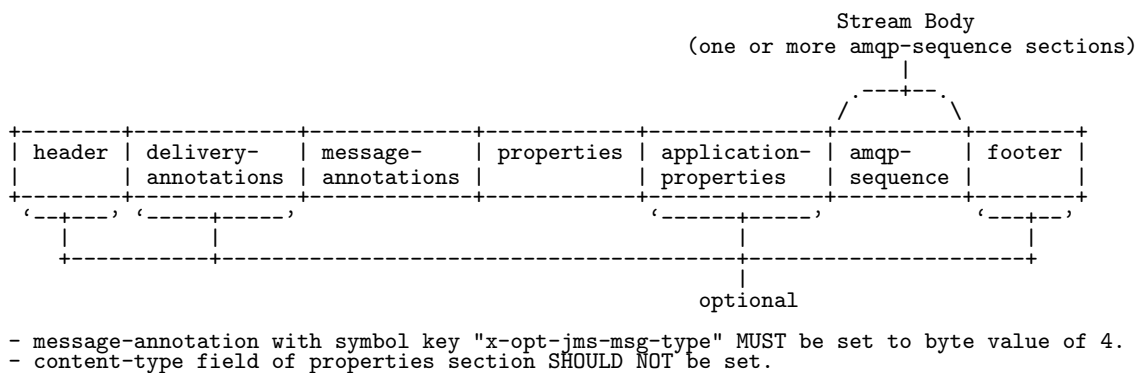 Stream Body
(one or more amqp-sequence sections)
|
.---+--.
/ \
+--------+-------------+-------------+------------+--------------+----------+--------+
| header | delivery- | message- | properties | application- | amqp- | footer |
| | annotations | annotations | | properties | sequence | |
+--------+-------------+-------------+------------+--------------+----------+--------+
‘--+---’ ‘-----+-----’ ‘------+-----’ ‘---+--’
| | | |
+-----------+----------------------------------------+----------------------+
|
optional
- message-annotation with symbol key "x-opt-jms-msg-type" MUST be set to byte value of 4.
- content-type field of properties section SHOULD NOT be set.